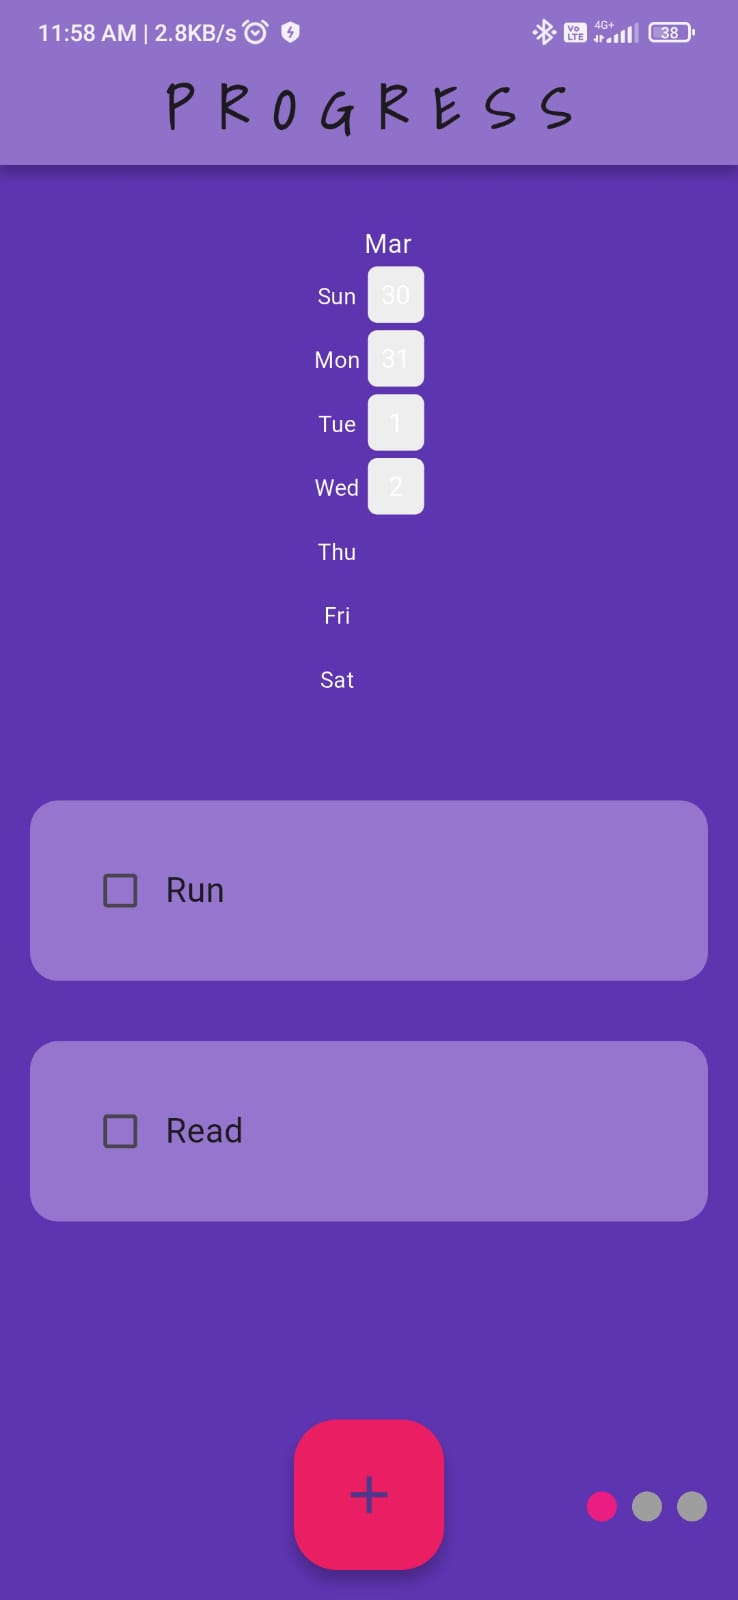 11:58 AM | 2.8KB/s
Vo LTE 4G+ 38
PROGRESS
Mar
Sun 30
Mon 31
Tue 1
Wed 2
Thu
Fri
Sat
Run
Read
+